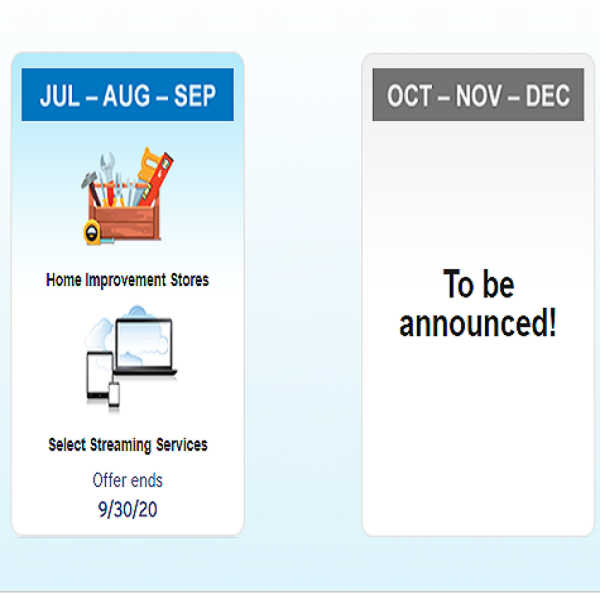 JUL – AUG – SEP
Home Improvement Stores
Select Streaming Services
Offer ends
9/30/20
OCT – NOV – DEC
To be
announced!